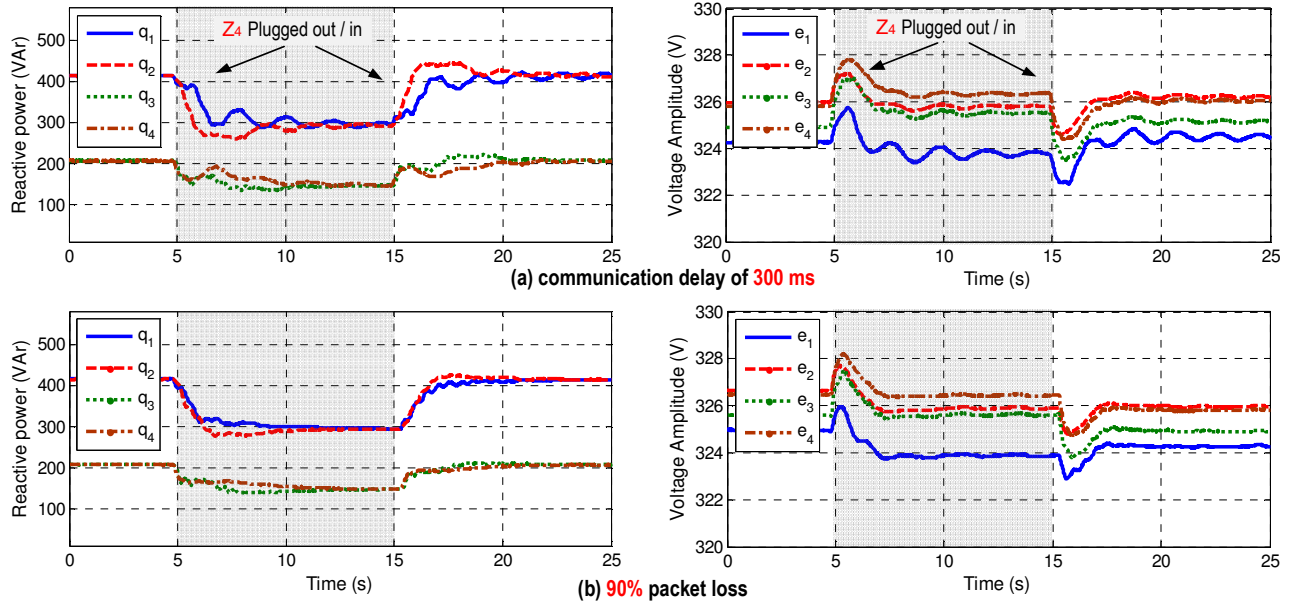 Reactive power (VAr)
500
400
300
200
100
0
5
10
15
20
25
q1
q2
q3
q4
Z4 Plugged out / in
Voltage Amplitude (V)
330
328
326
324
322
320
0
5
10
15
20
25
Time (s)
e1
e2
e3
e4
Z4 Plugged out / in
(a) communication delay of 300 ms
Reactive power (VAr)
500
400
300
200
100
0
5
10
15
20
25
Time (s)
q1
q2
q3
q4
Voltage Amplitude (V)
330
328
326
324
322
320
0
5
10
15
20
25
Time (s)
e1
e2
e3
e4
(b) 90% packet loss